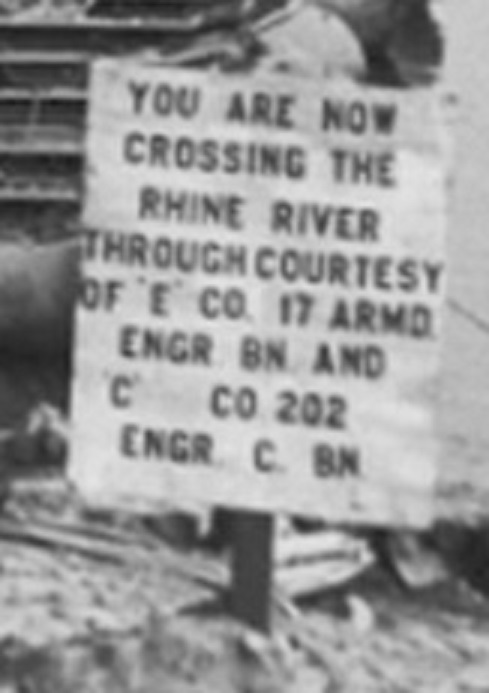 YOU ARE NOW
CROSSING THE
RHINE RIVER
THROUGH COURTESY
OF "E" CO. 17 ARMD.
ENGR BN. AND
"C" CO 202
ENGR. C. BN